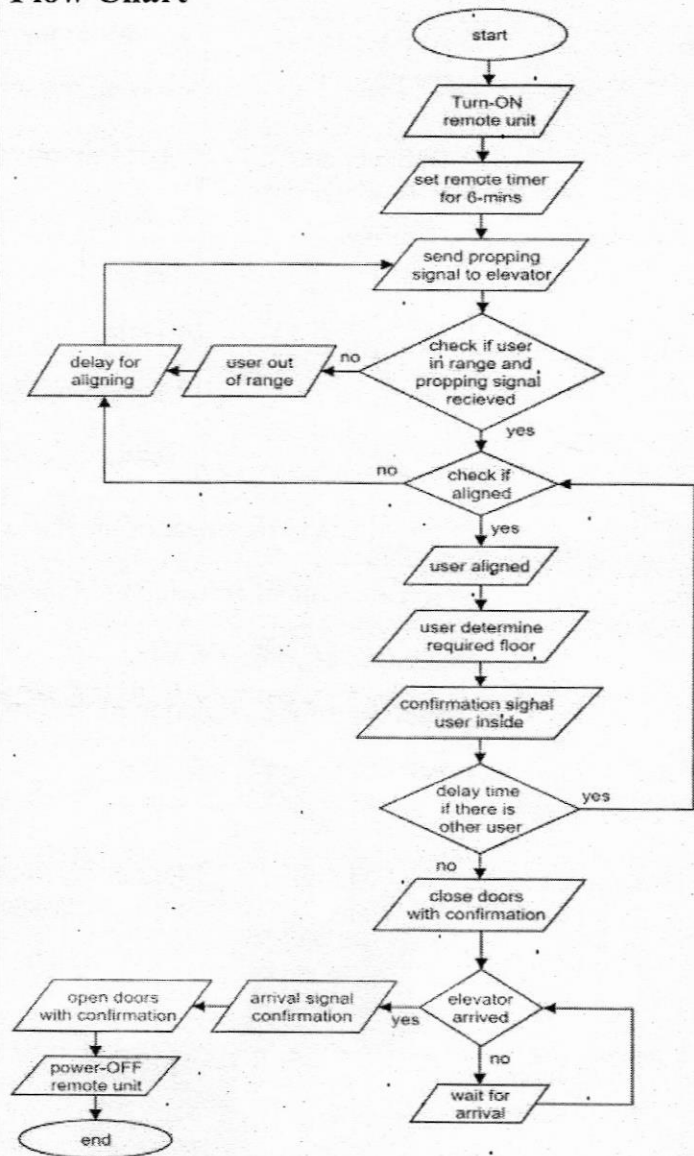 Flow Chart
start
Turn-ON
remote unit
set remote timer
for 6-mins
send propping
signal to elevator
check if user
in range and
propping signal
recieved
no
user out
of range
delay for
aligning
yes
check if
aligned
no
yes
user aligned
user determine
required floor
confirmation sighal
user inside
delay time
if there is
other user
yes
no
close doors
with confirmation
elevator
arrived
yes
arrival signal
confirmation
open doors
with confirmation
no
wait for
arrival
power-OFF
remote unit
end